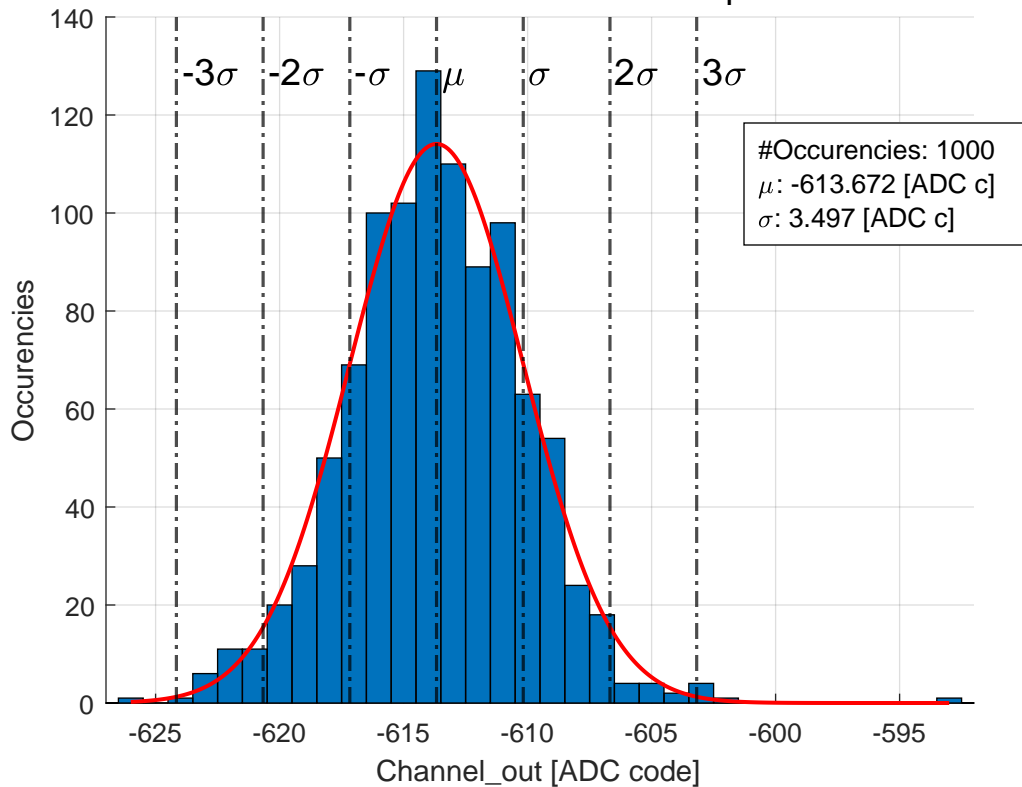 140
120
100
80
60
40
20
0
-3σ -2σ -σ μ σ 2σ 3σ
#Occurencies: 1000
μ: -613.672 [ADC c]
σ: 3.497 [ADC c]
Occurencies
-625 -620 -615 -610 -605 -600 -595
Channel_out [ADC code]